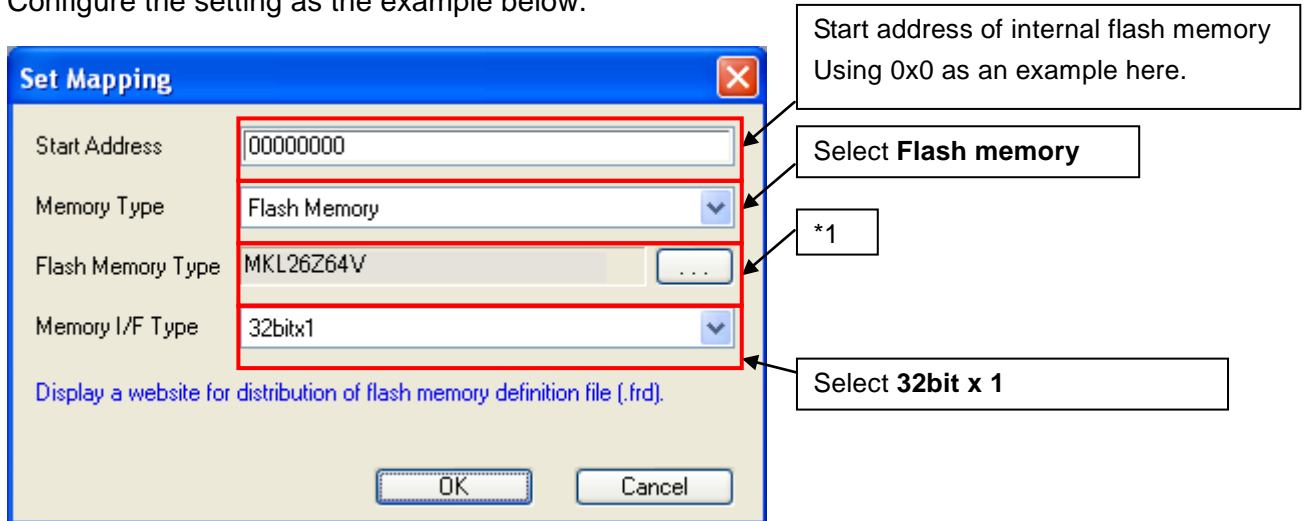 Configure the setting as the example below.
Start address of internal flash memory
Using 0x0 as an example here.
Set Mapping
Start Address
00000000
Select Flash memory
Memory Type
Flash Memory
*1
Flash Memory Type
MKL26Z64V
...
Memory I/F Type
32bitx1
Select 32bit x 1
Display a website for distribution of flash memory definition file (.frd).
OK
Cancel